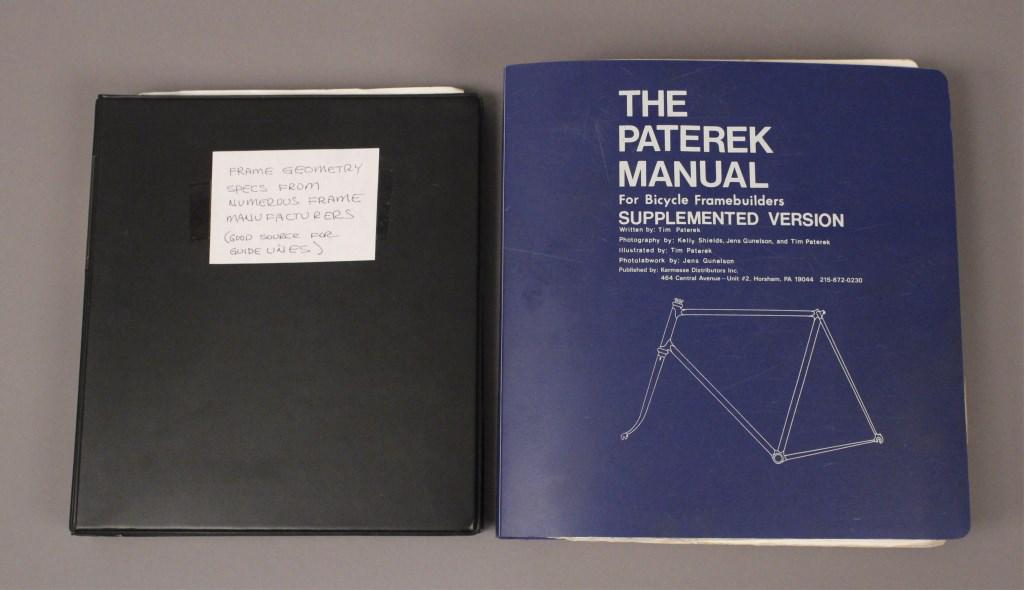 FRAME GEOMETRY
SPECS FROM
NUMEROUS FRAME
MANUFACTURERS
(GOOD SOURCE FOR
GUIDE LINES)
THE
PATEREK
MANUAL
For Bicycle Framebuilders
SUPPLEMENTED VERSION
Written by: Tim Paterek
Photography by: Kelly Shields, Jens Gunelson, and Tim Paterek
Illustrated by: Tim Paterek
Photolabwork by: Jens Gunelson
Published by: Kermesse Distributors Inc.
464 Central Avenue—Unit #2, Horsham, PA 19044 215-672-0230